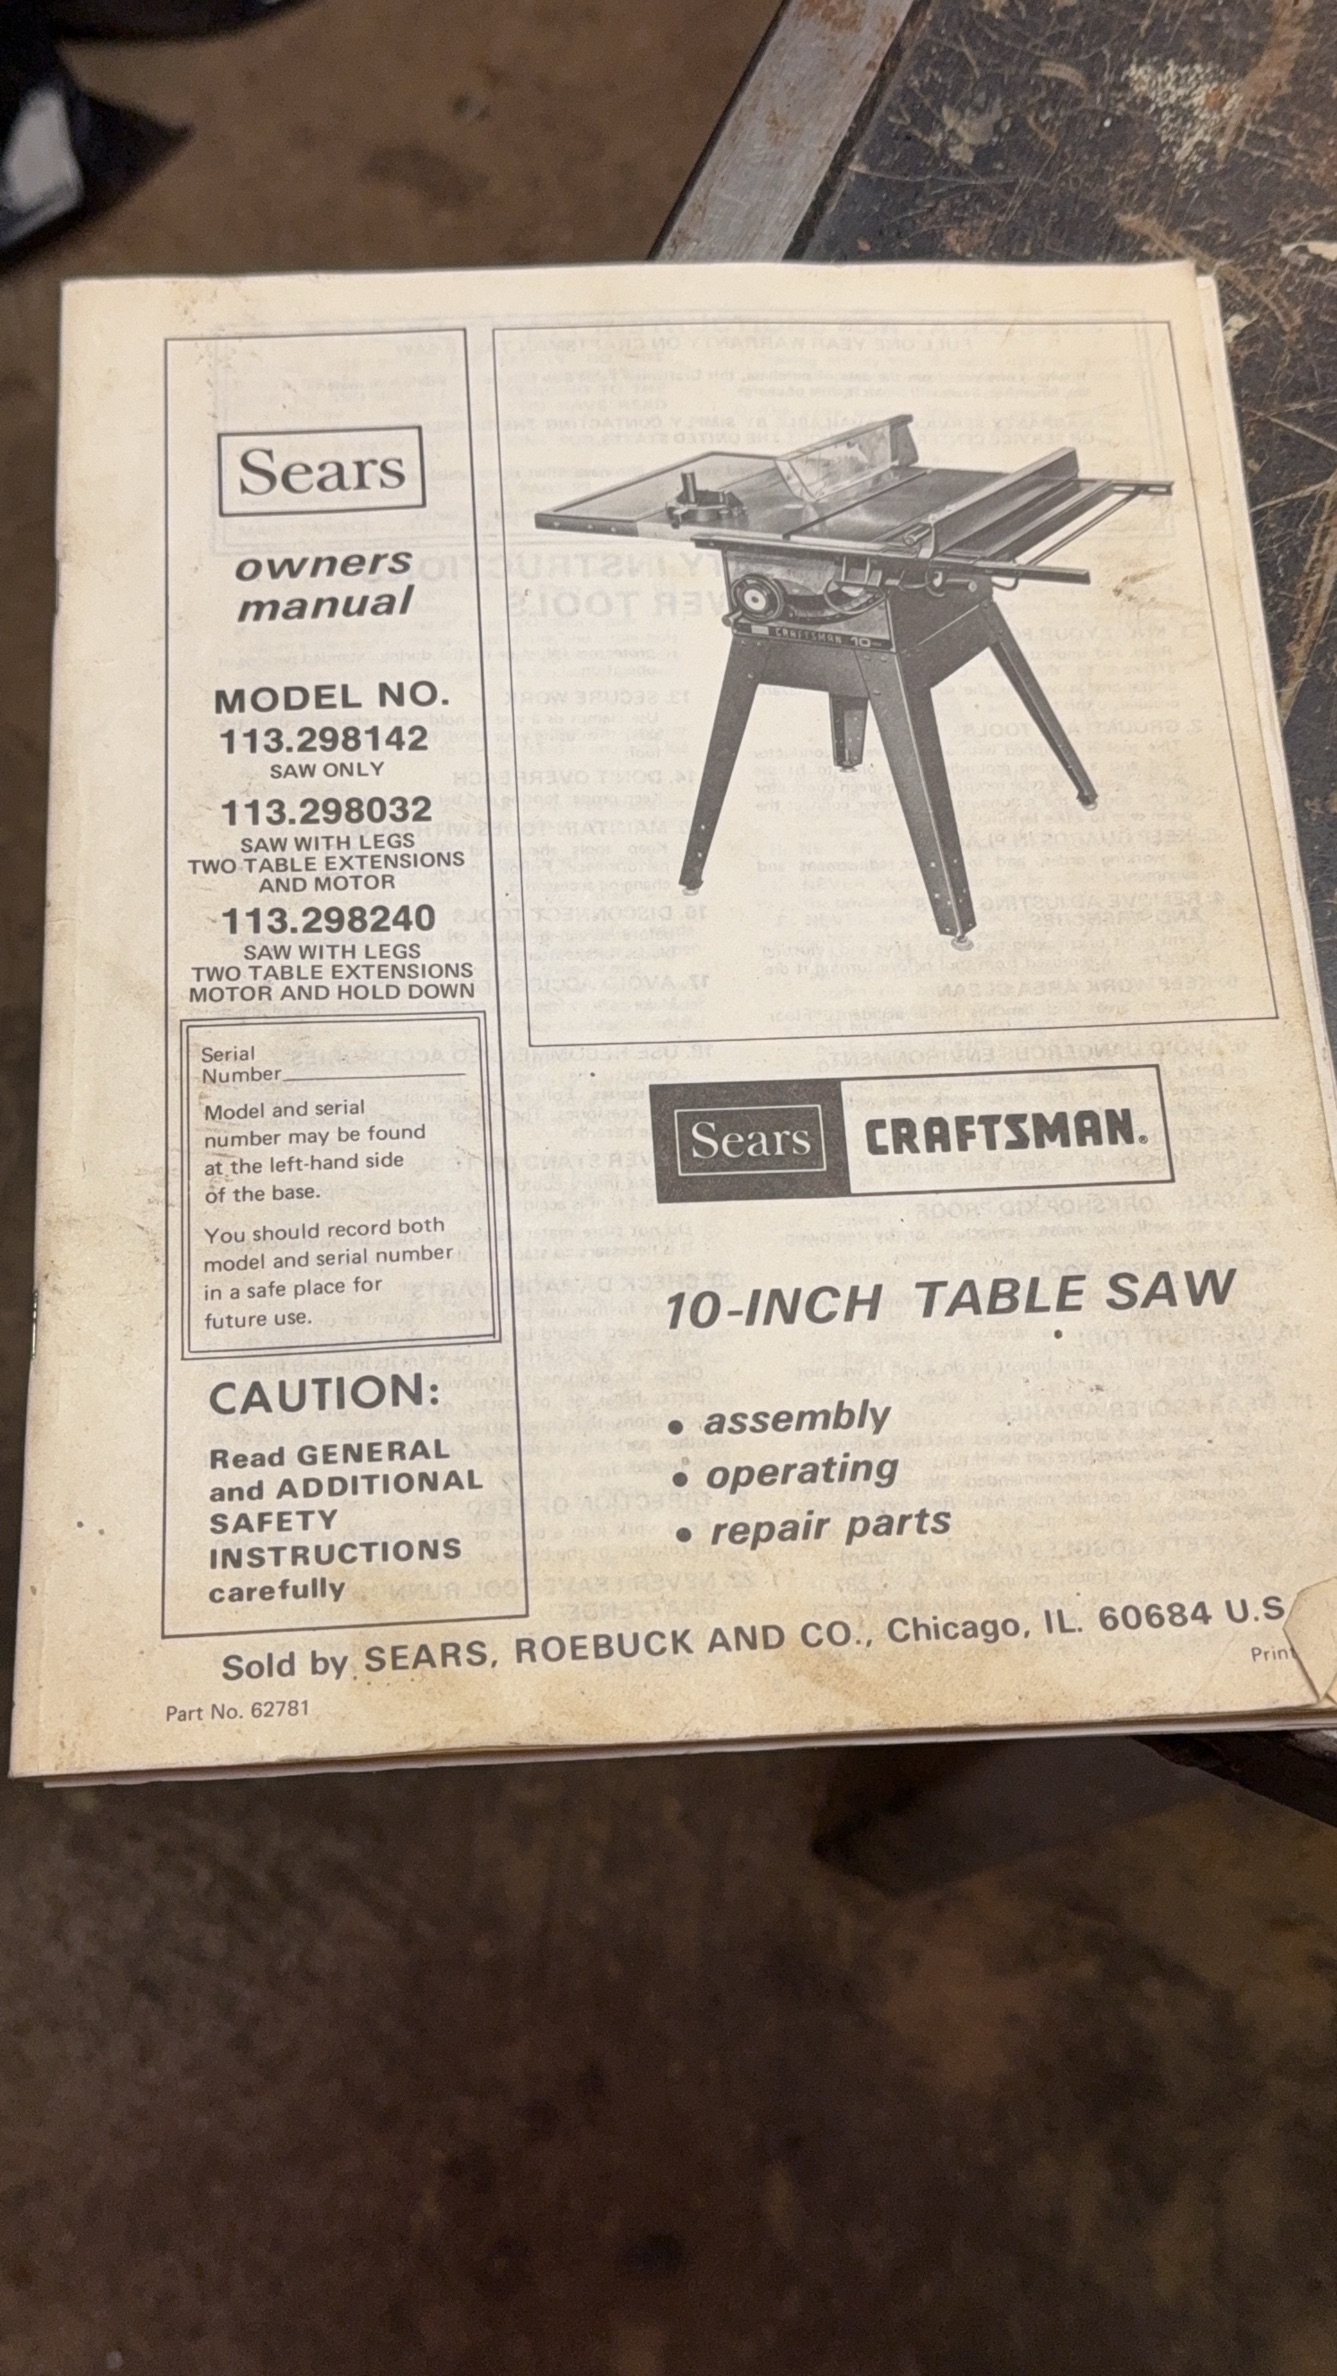 Sears
owners
manual
MODEL NO.
113.298142
SAW ONLY
113.298032
SAW WITH LEGS
TWO TABLE EXTENSIONS
AND MOTOR
113.298240
SAW WITH LEGS
TWO TABLE EXTENSIONS
MOTOR AND HOLD DOWN
Serial
Number
Model and serial
number may be found
at the left-hand side
of the base.
You should record both
model and serial number
in a safe place for
future use.
CAUTION:
Read GENERAL
and ADDITIONAL
SAFETY
INSTRUCTIONS
carefully
CRAFTSMAN 10
Sears CRAFTSMAN.
10-INCH TABLE SAW
• assembly
• operating
• repair parts
Sold by SEARS, ROEBUCK AND CO., Chicago, IL. 60684 U.S
Print
Part No. 62781